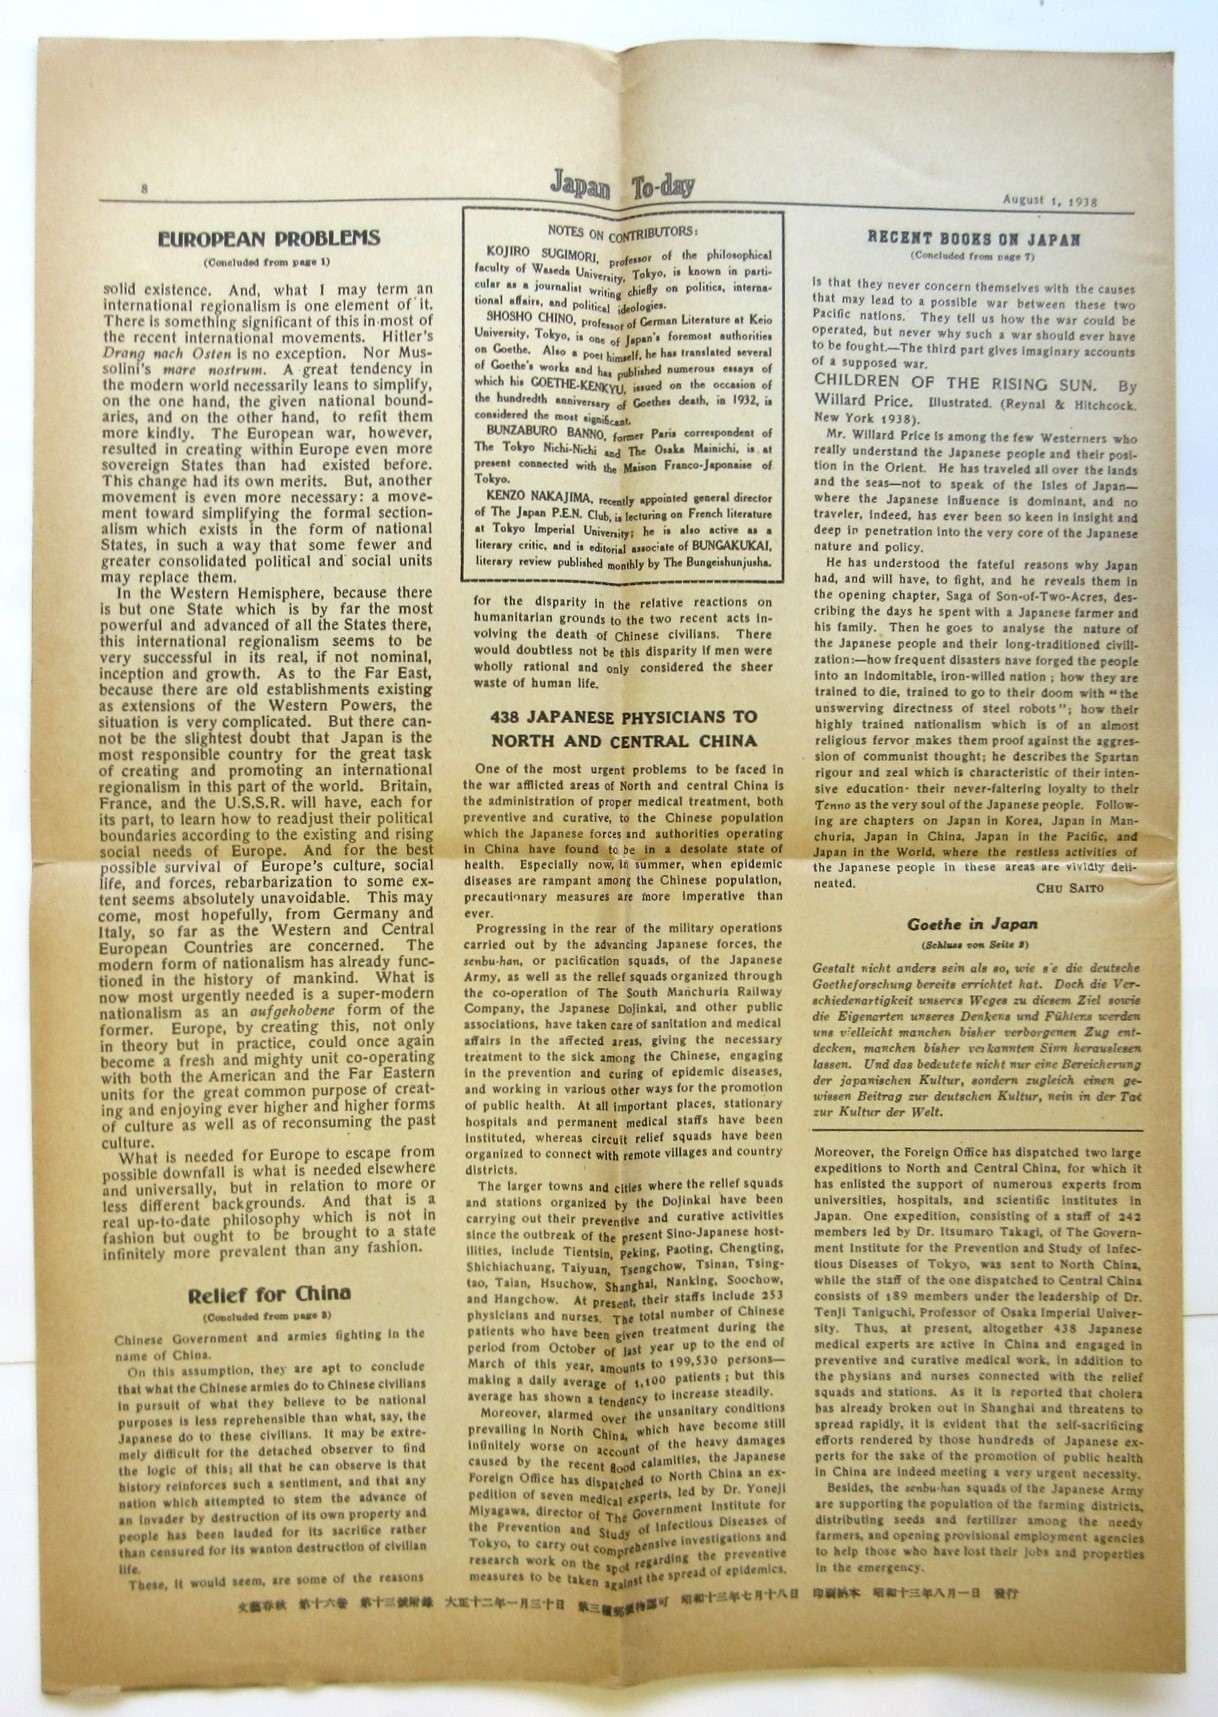 8
Japan To-day
August 1, 1938
EUROPEAN PROBLEMS
(Concluded from page 1)
solid existence. And, what I may term an
international regionalism is one element of it.
There is something significant of this in most of
the recent international movements. Hitler's
Drang nach Osten is no exception. Nor Mus-
solini's mare nostrum. A great tendency in
the modern world necessarily leans to simplify,
on the one hand, the given national bound-
aries, and on the other hand, to refit them
more kindly. The European war, however,
resulted in creating within Europe even more
sovereign States than had existed before.
This change had its own merits. But, another
movement is even more necessary: a move-
ment toward simplifying the formal section-
alism which exists in the form of national
States, in such a way that some fewer and
greater consolidated political and social units
may replace them.
In the Western Hemisphere, because there
is but one State which is by far the most
powerful and advanced of all the States there,
this international regionalism seems to be
very successful in its real, if not nominal,
inception and growth. As to the Far East,
because there are old establishments existing
as extensions of the Western Powers, the
situation is very complicated. But there can-
not be the slightest doubt that Japan is the
most responsible country for the great task
of creating and promoting an international
regionalism in this part of the world. Britain,
France, and the U.S.S.R. will have, each for
its part, to learn how to readjust their political
boundaries according to the existing and rising
social needs of Europe. And for the best
possible survival of Europe's culture, social
life, and forces, rebarbarization to some ex-
tent seems absolutely unavoidable. This may
come, most hopefully, from Germany and
Italy, so far as the Western and Central
European Countries are concerned. The
modern form of nationalism has already func-
tioned in the history of mankind. What is
now most urgently needed is a super-modern
nationalism as an aufgehobene form of the
former. Europe, by creating this, not only
in theory but in practice, could once again
become a fresh and mighty unit co-operating
with both the American and the Far Eastern
units for the great common purpose of creat-
ing and enjoying ever higher and higher forms
of culture as well as of reconsuming the past
culture.
What is needed for Europe to escape from
possible downfall is what is needed elsewhere
and universally, but in relation to more or
less different backgrounds. And that is a
real up-to-date philosophy which is not in
fashion but ought to be brought to a state
infinitely more prevalent than any fashion.
Relief for China
(Concluded from page 3)
Chinese Government and armies fighting in the
name of China.
On this assumption, they are apt to conclude
that what the Chinese armies do to Chinese civilians
in pursuit of what they believe to be national
purposes is less reprehensible than what, say, the
Japanese do to these civilians. It may be extre-
mely difficult for the detached observer to find
the logic of this; all that he can observe is that
history reinforces such a sentiment, and that any
nation which attempted to stem the advance of
an invader by destruction of its own property and
people has been lauded for its sacrifice rather
than censured for its wanton destruction of civilian
life.
These, it would seem, are some of the reasons
NOTES ON CONTRIBUTORS:
KOJIRO SUGIMORI, professor of the philosophical
faculty of Waseda University, Tokyo, is known in parti-
cular as a journalist writing chiefly on politics, interna-
tional affairs, and political ideologies.
SHOSHO CHINO, professor of German Literature at Keio
University, Tokyo, is one of Japan's foremost authorities
on Goethe. Also a poet himself, he has translated several
of Goethe's works and has published numerous essays of
which his GOETHE-KENKYU, issued on the occasion of
the hundredth anniversary of Goethes death, in 1932, is
considered the most significant.
BUNZABURO BANNO, former Paris correspondent of
The Tokyo Nichi-Nichi and The Osaka Mainichi, is at
present connected with the Maison Franco-Japonaise of
Tokyo.
KENZO NAKAJIMA, recently appointed general director
of The Japan P.E.N. Club, is lecturing on French literature
at Tokyo Imperial University; he is also active as a
literary critic, and is editorial associate of BUNGAKUKAI,
literary review published monthly by The Bungeishunjusha.
for the disparity in the relative reactions on
humanitarian grounds to the two recent acts in-
volving the death of Chinese civilians. There
would doubtless not be this disparity if men were
wholly rational and only considered the sheer
waste of human life.
438 JAPANESE PHYSICIANS TO
NORTH AND CENTRAL CHINA
One of the most urgent problems to be faced in
the war afflicted areas of North and central China is
the administration of proper medical treatment, both
preventive and curative, to the Chinese population
which the Japanese forces and authorities operating
in China have found to be in a desolate state of
health. Especially now, in summer, when epidemic
diseases are rampant among the Chinese population,
precautionary measures are more imperative than
ever.
Progressing in the rear of the military operations
carried out by the advancing Japanese forces, the
senbu-han, or pacification squads, of the Japanese
Army, as well as the relief squads organized through
the co-operation of The South Manchuria Railway
Company, the Japanese Dojinkai, and other public
associations, have taken care of sanitation and medical
affairs in the affected areas, giving the necessary
treatment to the sick among the Chinese, engaging
in the prevention and curing of epidemic diseases,
and working in various other ways for the promotion
of public health. At all important places, stationary
hospitals and permanent medical staffs have been
instituted, whereas circuit relief squads have been
organized to connect with remote villages and country
districts.
The larger towns and cities where the relief squads
and stations organized by the Dojinkai have been
carrying out their preventive and curative activities
since the outbreak of the present Sino-Japanese host-
ilities, include Tientsin, Peking, Paoting, Chengting,
Shichiachuang, Taiyuan, Tsengchow, Tsinan, Tsing-
tao, Taian, Hsuchow, Shanghai, Nanking, Soochow,
and Hangchow. At present, their staffs include 253
physicians and nurses. The total number of Chinese
patients who have been given treatment during the
period from October of last year up to the end of
March of this year, amounts to 199,530 persons—
making a daily average of 1,100 patients; but this
average has shown a tendency to increase steadily.
Moreover, alarmed over the unsanitary conditions
prevailing in North China, which have become still
infinitely worse on account of the heavy damages
caused by the recent flood calamities, the Japanese
Foreign Office has dispatched to North China an ex-
pedition of seven medical experts, led by Dr. Yoneji
Miyagawa, director of The Government Institute for
the Prevention and Study of Infectious Diseases of
Tokyo, to carry out comprehensive investigations and
research work on the spot regarding the preventive
measures to be taken against the spread of epidemics.
RECENT BOOKS ON JAPAN
(Concluded from page 7)
is that they never concern themselves with the causes
that may lead to a possible war between these two
Pacific nations. They tell us how the war could be
operated, but never why such a war should ever have
to be fought.—The third part gives imaginary accounts
of a supposed war.
CHILDREN OF THE RISING SUN. By
Willard Price. Illustrated. (Reynal & Hitchcock.
New York 1938).
Mr. Willard Price is among the few Westerners who
really understand the Japanese people and their posi-
tion in the Orient. He has traveled all over the lands
and the seas—not to speak of the Isles of Japan—
where the Japanese influence is dominant, and no
traveler, indeed, has ever been so keen in insight and
deep in penetration into the very core of the Japanese
nature and policy.
He has understood the fateful reasons why Japan
had, and will have, to fight, and he reveals them in
the opening chapter, Saga of Son-of-Two-Acres, des-
cribing the days he spent with a Japanese farmer and
his family. Then he goes to analyse the nature of
the Japanese people and their long-traditioned civili-
zation:—how frequent disasters have forged the people
into an indomitable, iron-willed nation; how they are
trained to die, trained to go to their doom with "the
unswerving directness of steel robots"; how their
highly trained nationalism which is of an almost
religious fervor makes them proof against the aggres-
sion of communist thought; he describes the Spartan
rigour and zeal which is characteristic of their inten-
sive education· their never-faltering loyalty to their
Tenno as the very soul of the Japanese people. Follow-
ing are chapters on Japan in Korea, Japan in Man-
churia, Japan in China, Japan in the Pacific, and
Japan in the World, where the restless activities of
the Japanese people in these areas are vividly deli-
neated.
CHU SAITO
Goethe in Japan
(Schluss von Seite 2)
Gestalt nicht anders sein als so, wie sie die deutsche
Goetheforschung bereits errichtet hat. Doch die Ver-
schiedenartigkeit unseres Weges zu diesem Ziel sowie
die Eigenarten unseres Denkens und Fühlens werden
uns vielleicht manchen bisher verborgenen Zug ent-
decken, manchen bisher verkannten Sinn herauslesen
lassen. Und das bedeutete nicht nur eine Bereicherung
der japanischen Kultur, sondern zugleich einen ge-
wissen Beitrag zur deutschen Kultur, nein in der Tat
zur Kultur der Welt.
Moreover, the Foreign Office has dispatched two large
expeditions to North and Central China, for which it
has enlisted the support of numerous experts from
universities, hospitals, and scientific institutes in
Japan. One expedition, consisting of a staff of 242
members led by Dr. Itsumaro Takagi, of The Govern-
ment Institute for the Prevention and Study of Infec-
tious Diseases of Tokyo, was sent to North China,
while the staff of the one dispatched to Central China
consists of 189 members under the leadership of Dr.
Tenji Taniguchi, Professor of Osaka Imperial Univer-
sity. Thus, at present, altogether 438 Japanese
medical experts are active in China and engaged in
preventive and curative medical work, in addition to
the physians and nurses connected with the relief
squads and stations. As it is reported that cholera
has already broken out in Shanghai and threatens to
spread rapidly, it is evident that the self-sacrificing
efforts rendered by those hundreds of Japanese ex-
perts for the sake of the promotion of public health
in China are indeed meeting a very urgent necessity.
Besides, the senbu-han squads of the Japanese Army
are supporting the population of the farming districts,
distributing seeds and fertilizer among the needy
farmers, and opening provisional employment agencies
to help those who have lost their jobs and properties
in the emergency.
文藝春秋 第十六巻 第十三號附錄 大正十二年一月三十日 第三種郵便物認可 昭和十三年七月十八日 印刷納本 昭和十三年八月一日 發行